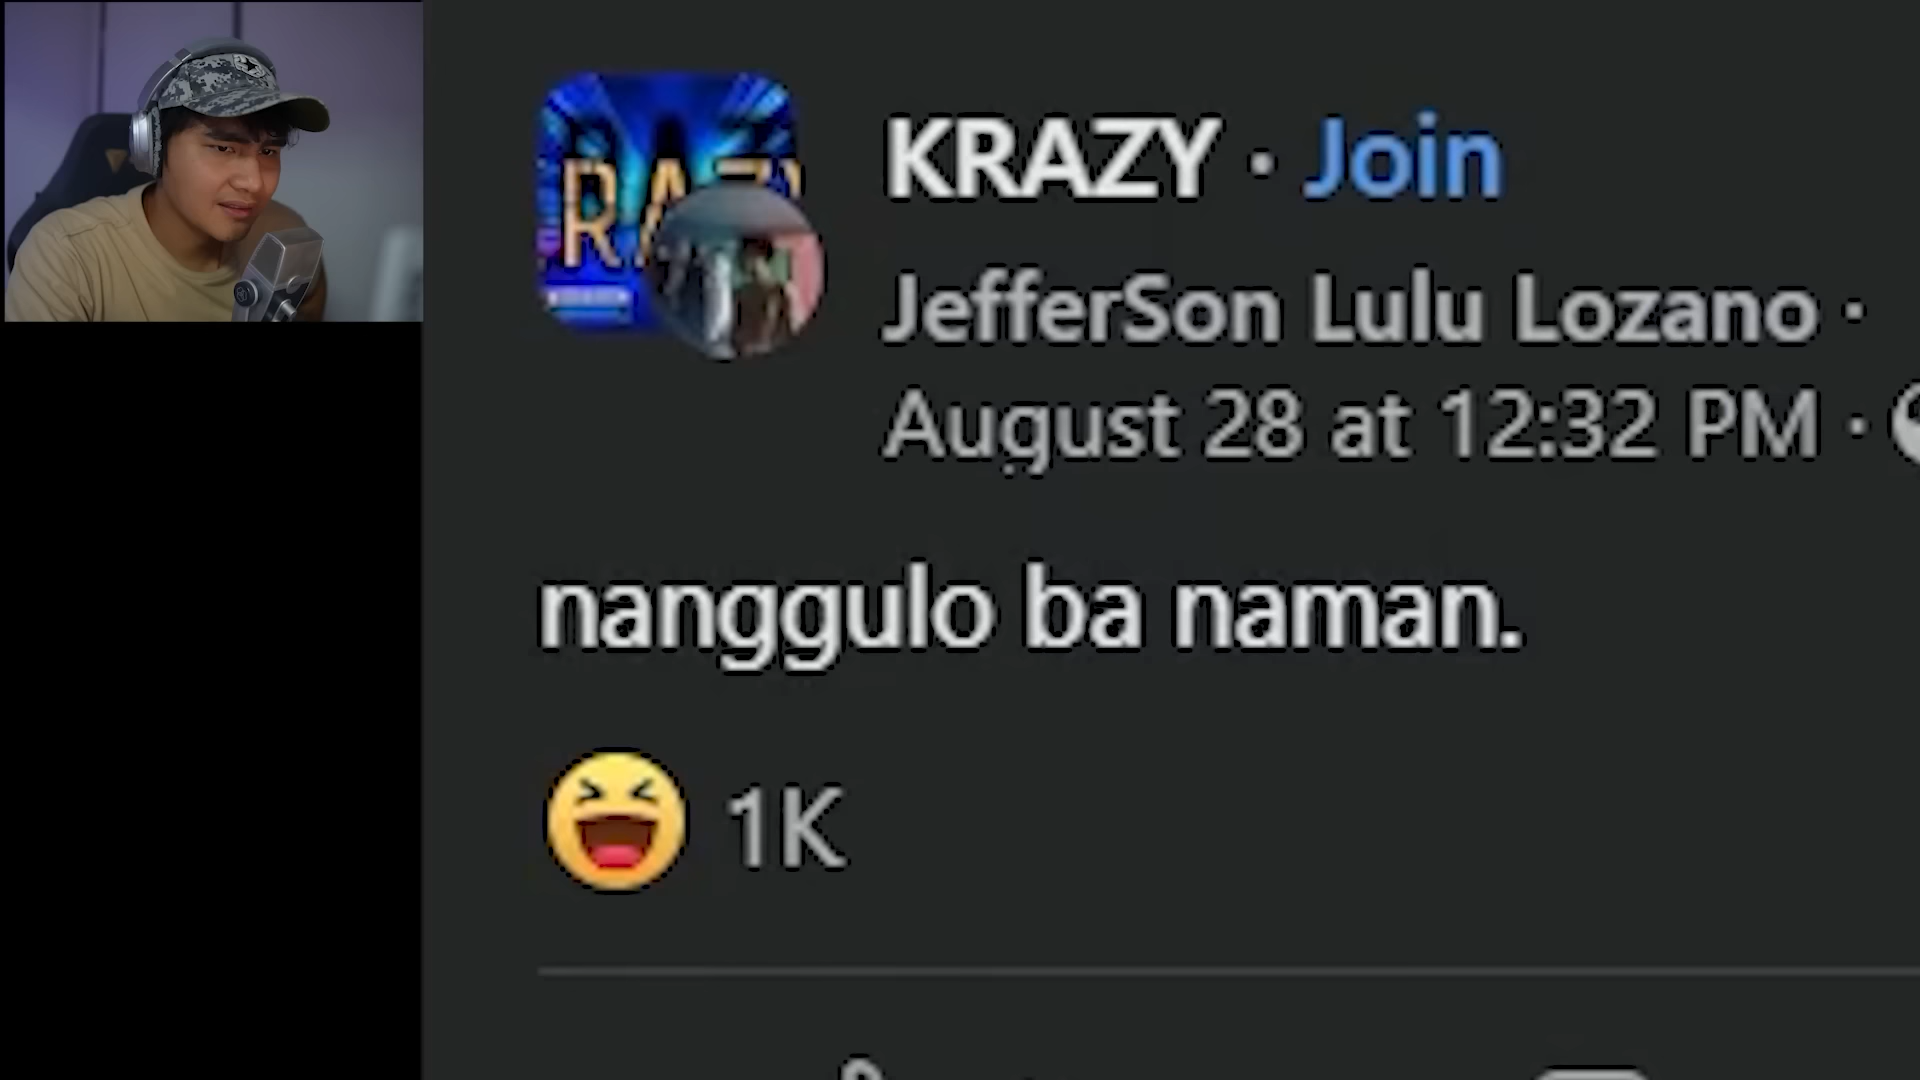 KRAZY · Join
JefferSon Lulu Lozano ·
August 28 at 12:32 PM ·
nanggulo ba naman.
1K